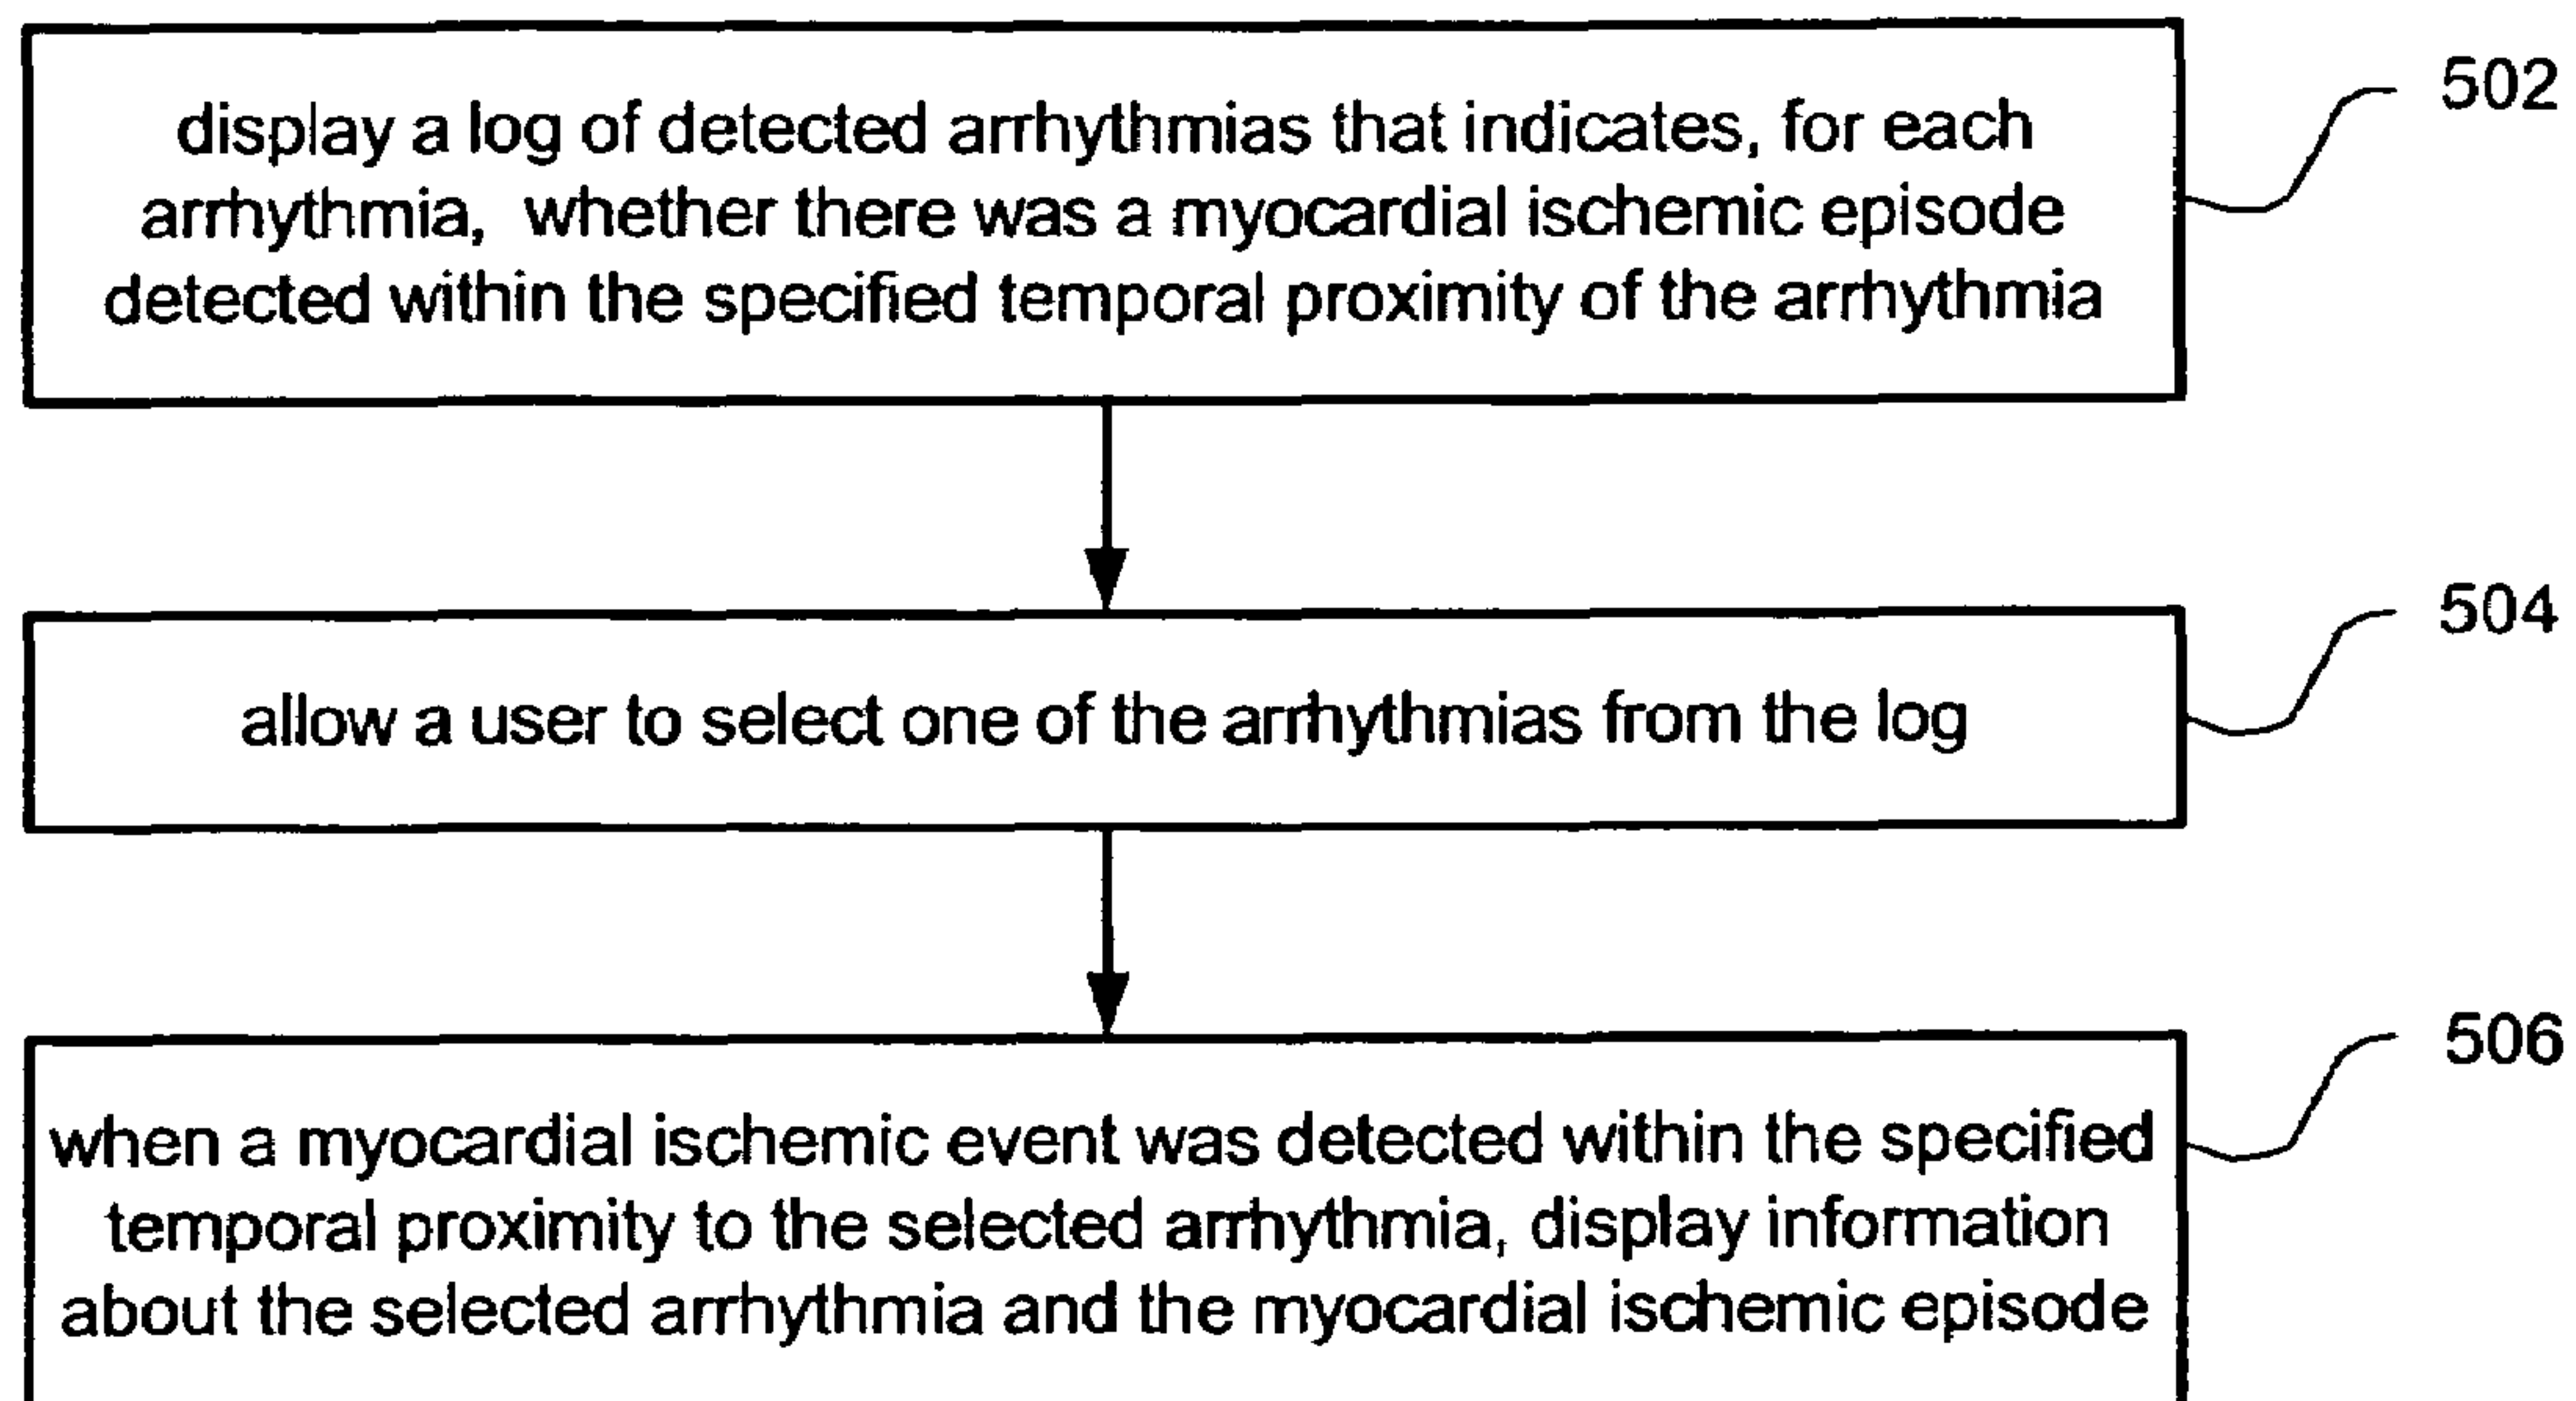 display a log of detected arrhythmias that indicates, for each
arrhythmia, whether there was a myocardial ischemic episode
detected within the specified temporal proximity of the arrhythmia
502
allow a user to select one of the arrhythmias from the log
504
when a myocardial ischemic event was detected within the specified
temporal proximity to the selected arrhythmia, display information
about the selected arrhythmia and the myocardial ischemic episode
506